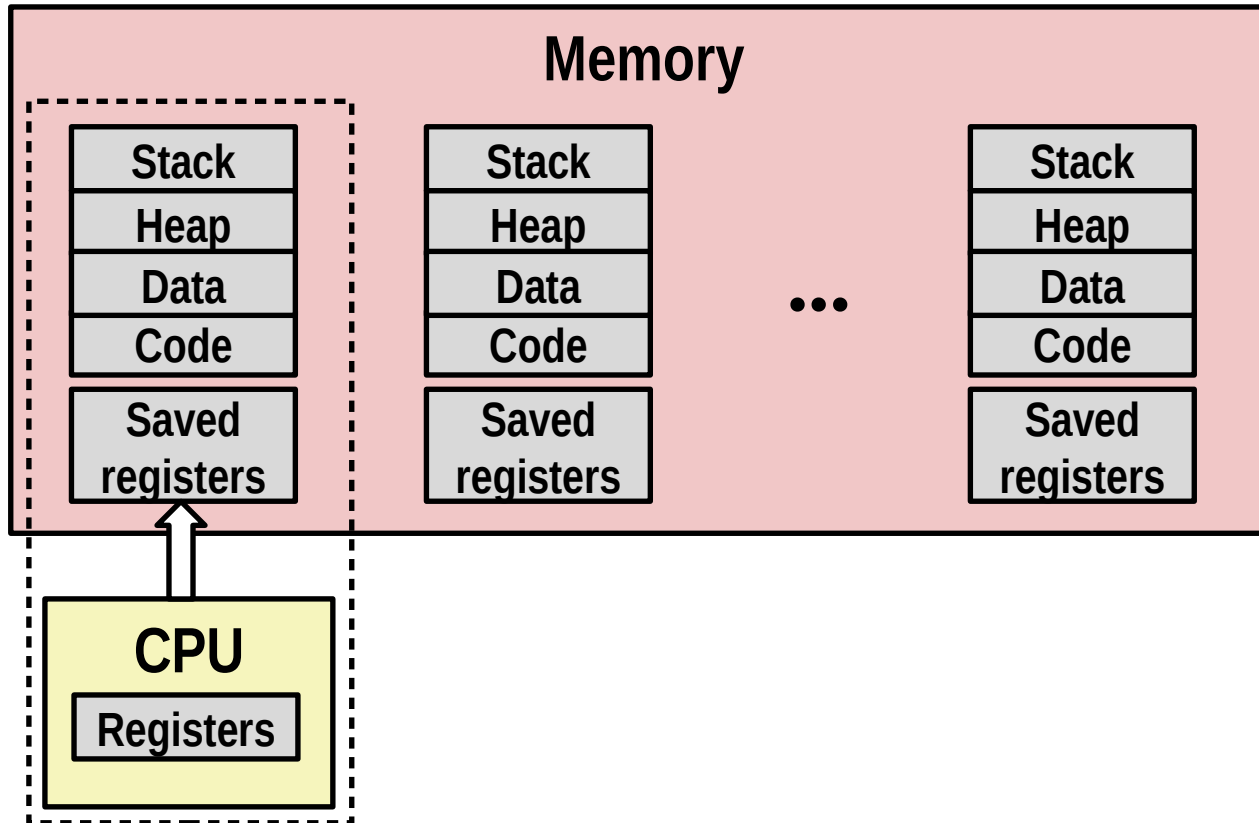 Memory
Stack
Heap
Data
Code
Saved
registers
Stack
Heap
Data
Code
Saved
registers
...
Stack
Heap
Data
Code
Saved
registers
CPU
Registers